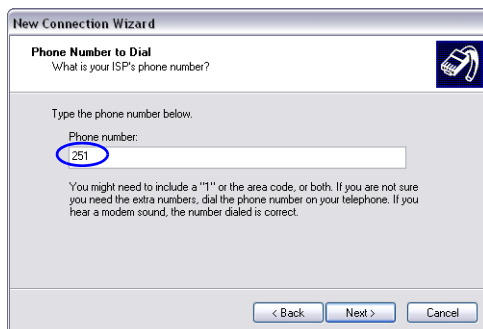 New Connection Wizard
Phone Number to Dial
What is your ISP's phone number?
Type the phone number below.
Phone number:
251
You might need to include a "1" or the area code, or both. If you are not sure
you need the extra numbers, dial the phone number on your telephone. If you
hear a modem sound, the number dialed is correct.
< Back Next > Cancel